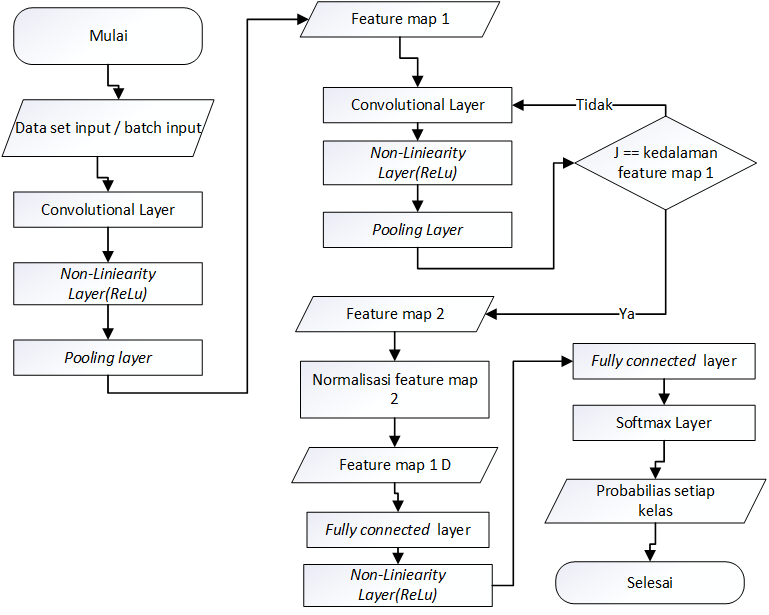 Mulai
Data set input / batch input
Convolutional Layer
Non-Liniearity
Layer(ReLu)
Pooling layer
Feature map 1
Convolutional Layer
Non-Liniearity
Layer(ReLu)
Pooling Layer
Tidak
J == kedalaman
feature map 1
Ya
Feature map 2
Normalisasi feature map
2
Feature map 1 D
Fully connected layer
Non-Liniearity
Layer(ReLu)
Fully connected layer
Softmax Layer
Probabilias setiap
kelas
Selesai